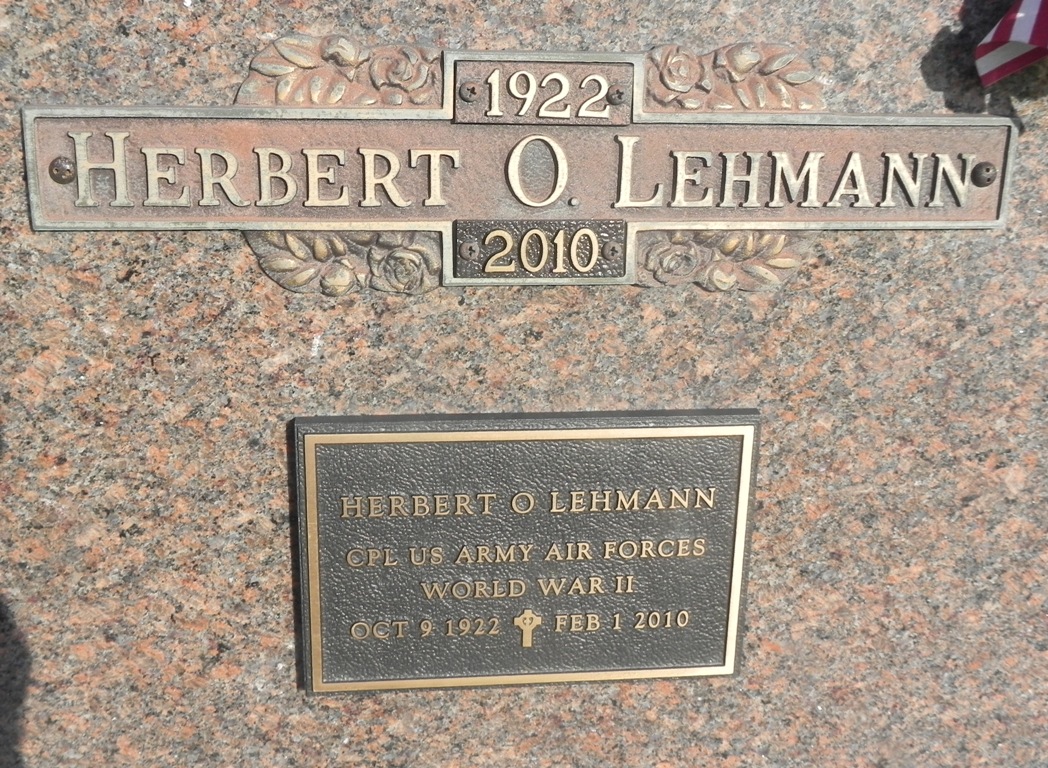 1922
HERBERT O. LEHMANN
2010
HERBERT O LEHMANN
CPL US ARMY AIR FORCES
WORLD WAR II
OCT 9 1922 FEB 1 2010